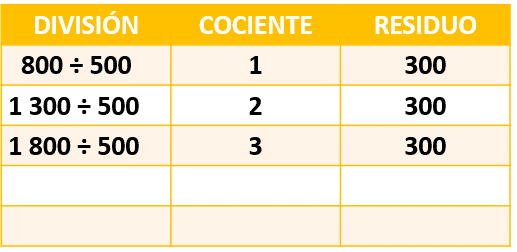 DIVISIÓN COCIENTE RESIDUO
800 ÷ 500 1 300
1 300 ÷ 500 2 300
1 800 ÷ 500 3 300